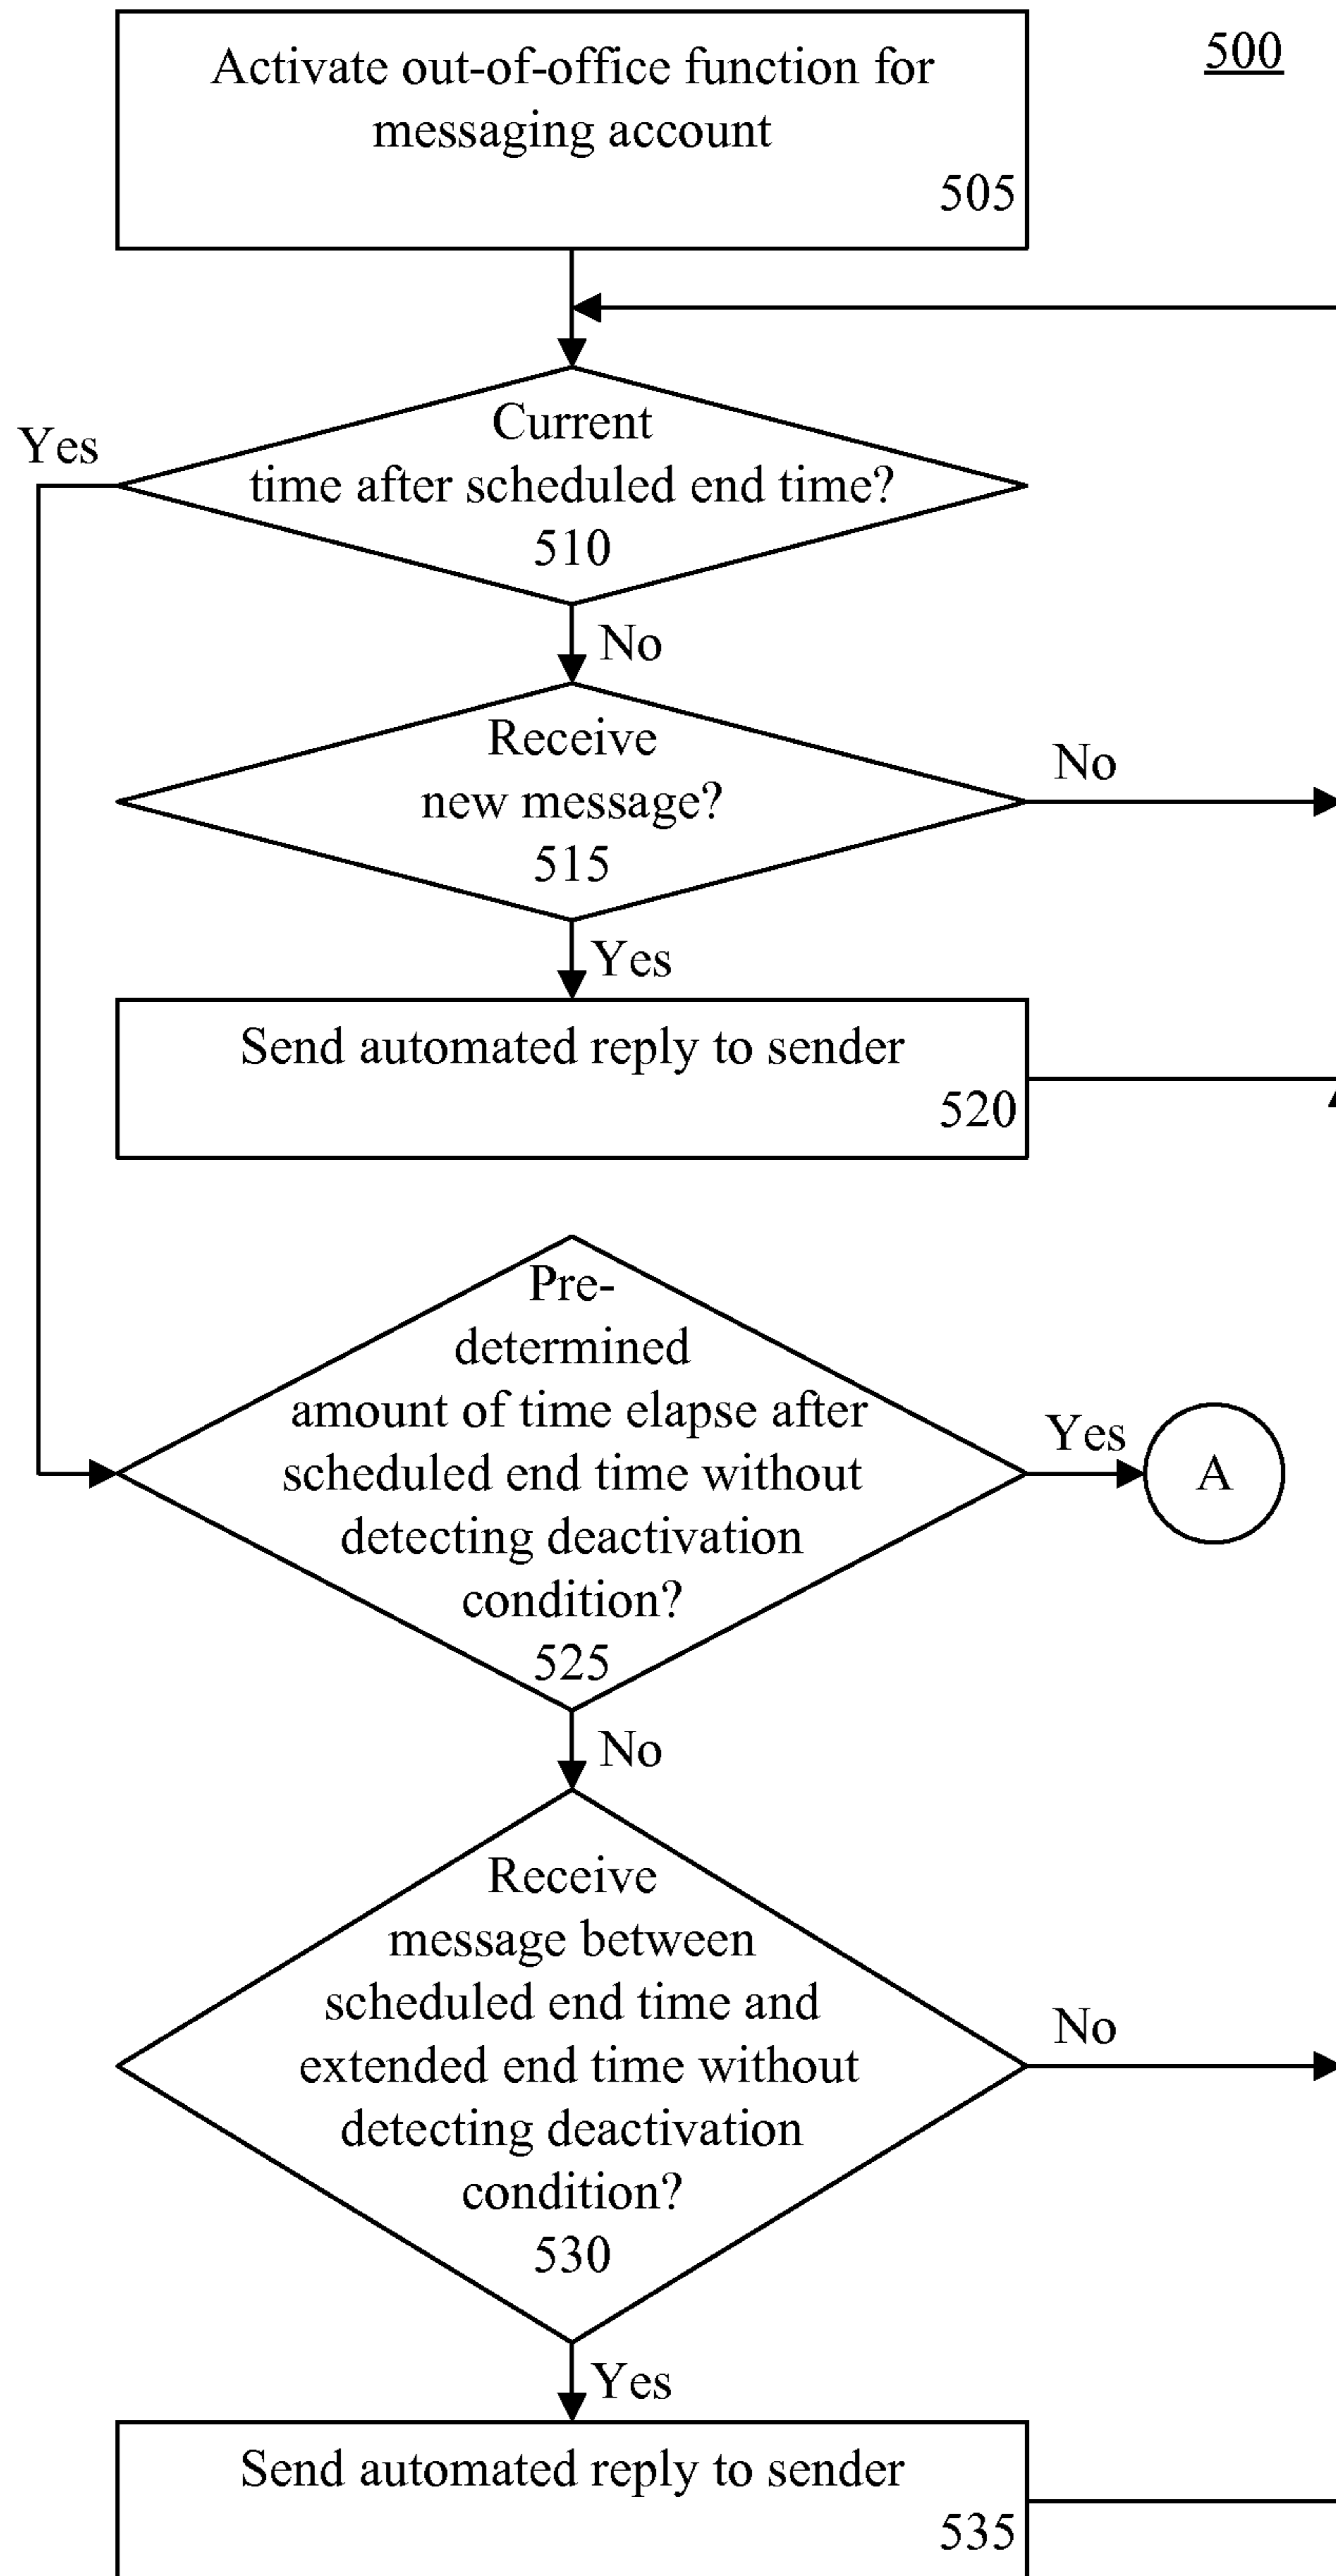 Activate out-of-office function for
messaging account
505
500
Current
time after scheduled end time?
510
Yes
No
Receive
new message?
515
No
Yes
Send automated reply to sender
520
Pre-
determined
amount of time elapse after
scheduled end time without
detecting deactivation
condition?
525
Yes
A
No
Receive
message between
scheduled end time and
extended end time without
detecting deactivation
condition?
530
No
Yes
Send automated reply to sender
535